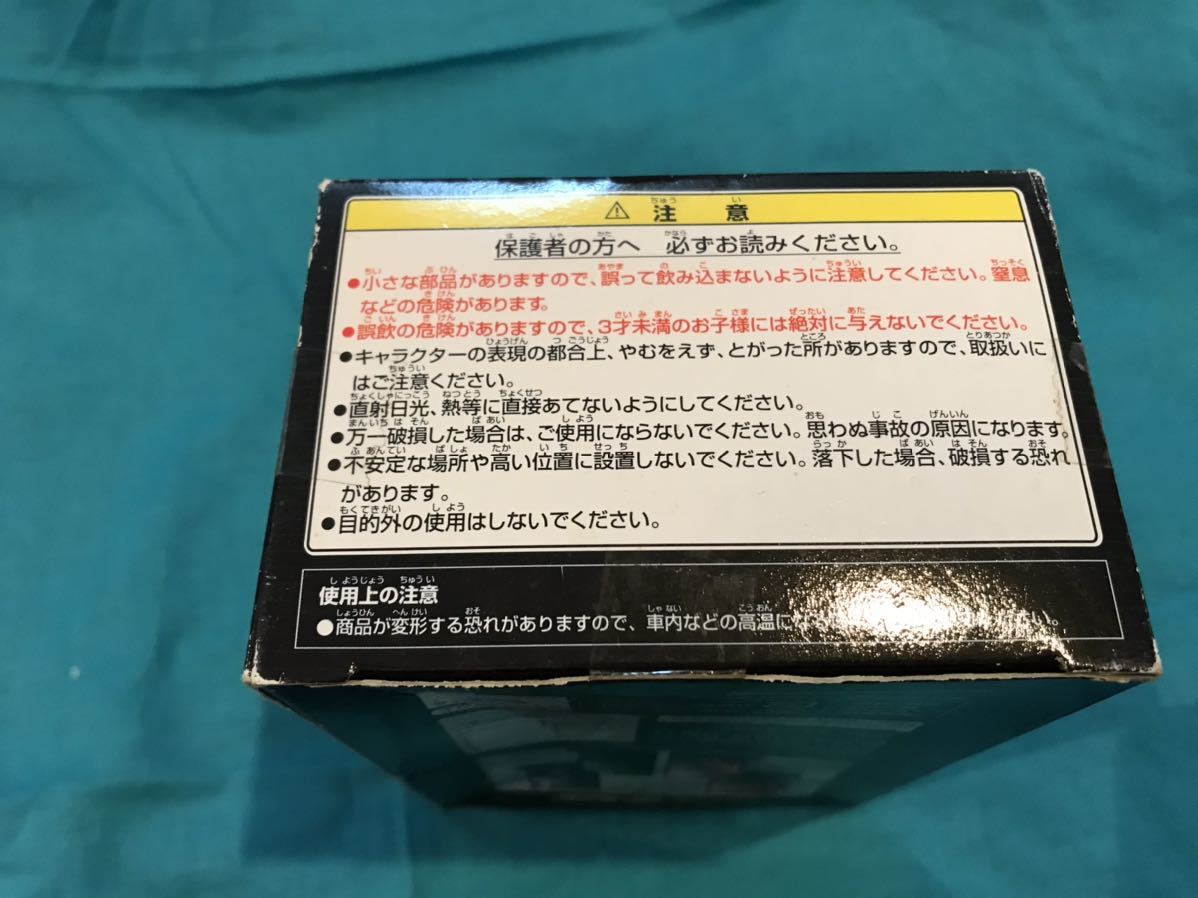 ⚠ 注意
保護者の方へ 必ずお読みください。
●小さな部品がありますので、誤って飲み込まないように注意してください。窒息
などの危険があります。
●誤飲の危険がありますので、3才未満のお子様には絶対に与えないでください。
●キャラクターの表現の都合上、やむをえず、とがった所がありますので、取扱いに
はご注意ください。
●直射日光、熱等に直接あてないようにしてください。
●万一破損した場合は、ご使用にならないでください。思わぬ事故の原因になります。
●不安定な場所や高い位置に設置しないでください。落下した場合、破損する恐れ
があります。
●目的外の使用はしないでください。
使用上の注意
●商品が変形する恐れがありますので、車内などの高温にな い。